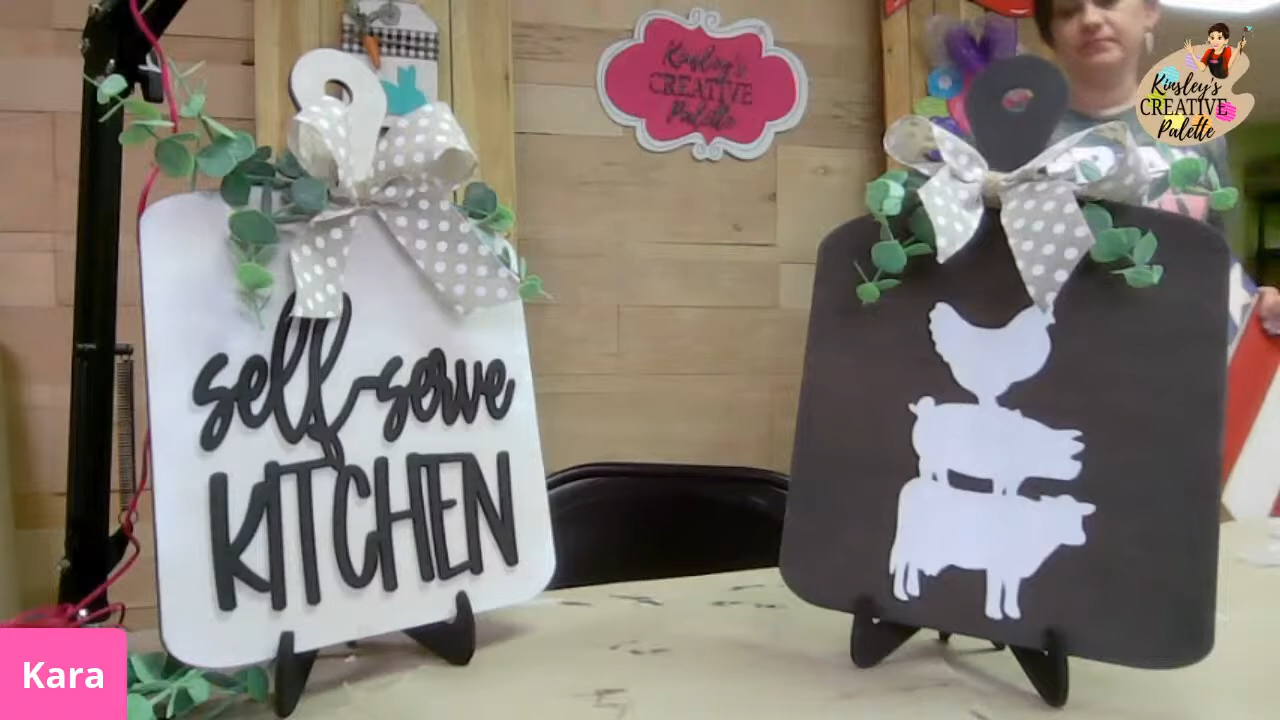 Kinsley's
CREATIVE
Palette
Kinsley's
CREATIVE
Palette
self-serve
KITCHEN
Kara